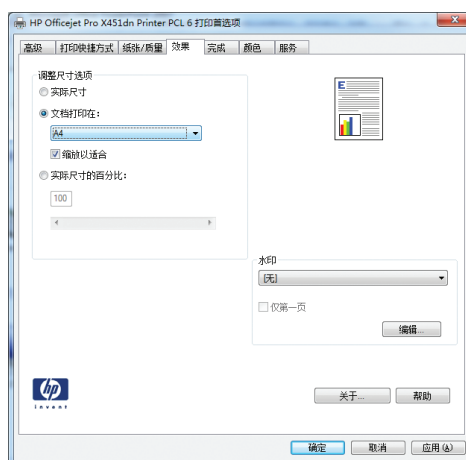 HP Officejet Pro X451dn Printer PCL 6 打印首选项
高级 打印快捷方式 纸张/质量 效果 完成 颜色 服务
调整尺寸选项
实际尺寸
文档打印在：
A4
缩放以适合
实际尺寸的百分比：
100
E
水印
[无]
仅第一页
编辑...
hp
invent
关于... 帮助
确定 取消 应用(A)